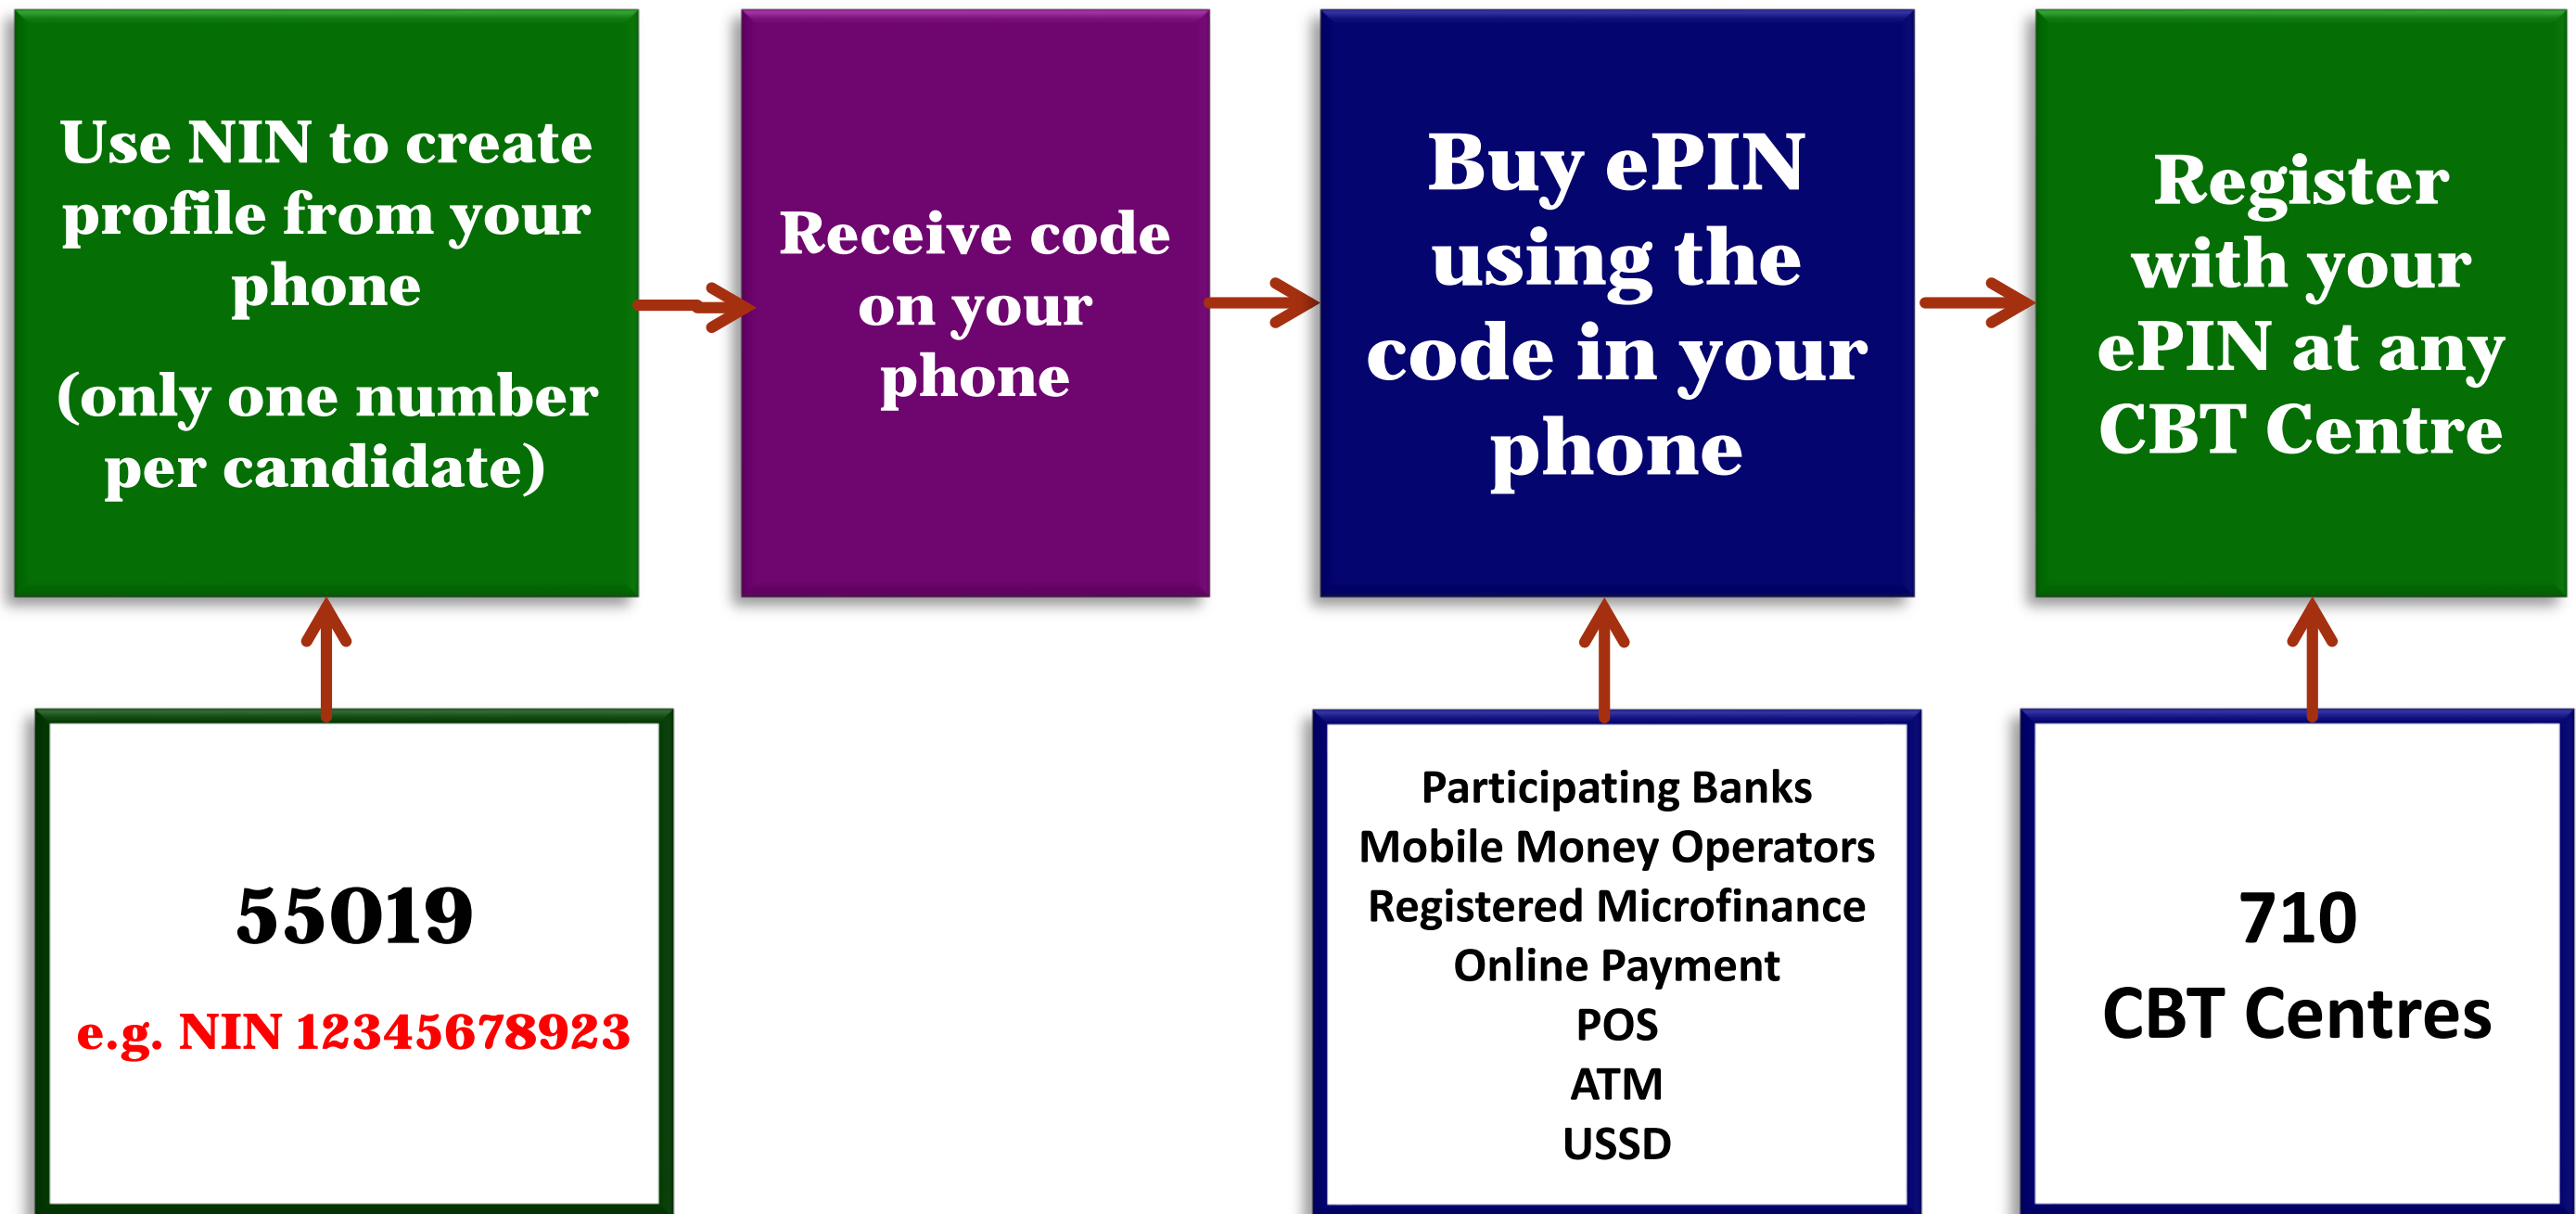 Use NIN to create
profile from your
phone
(only one number
per candidate)
Receive code
on your
phone
Buy ePIN
using the
code in your
phone
Register
with your
ePIN at any
CBT Centre
55019
e.g. NIN 12345678923
Participating Banks
Mobile Money Operators
Registered Microfinance
Online Payment
POS
ATM
USSD
710
CBT Centres